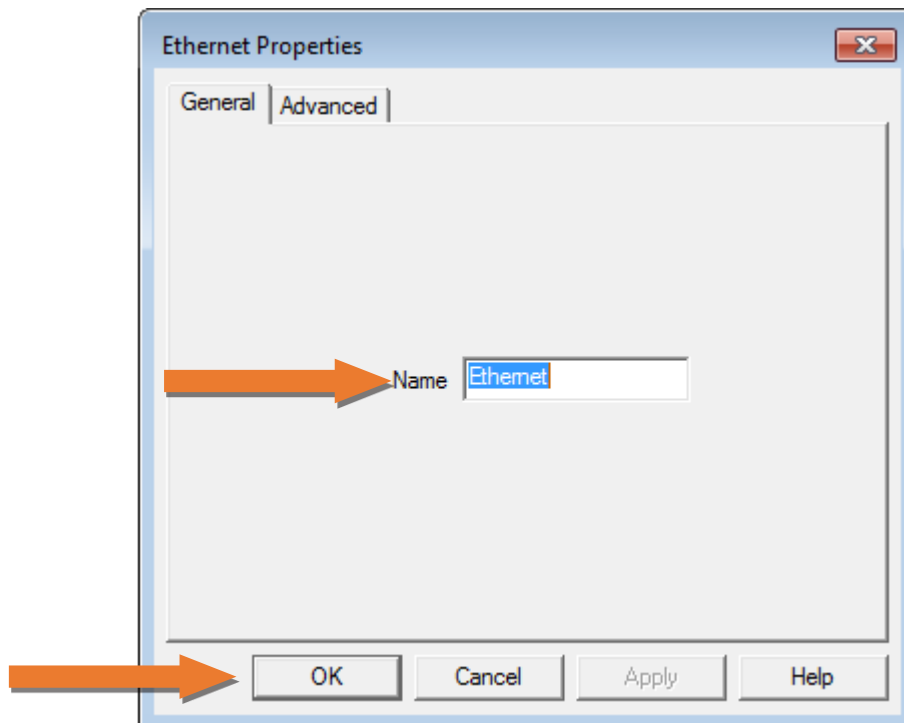 Ethernet Properties
General Advanced
Name Ethernet
OK Cancel Apply Help